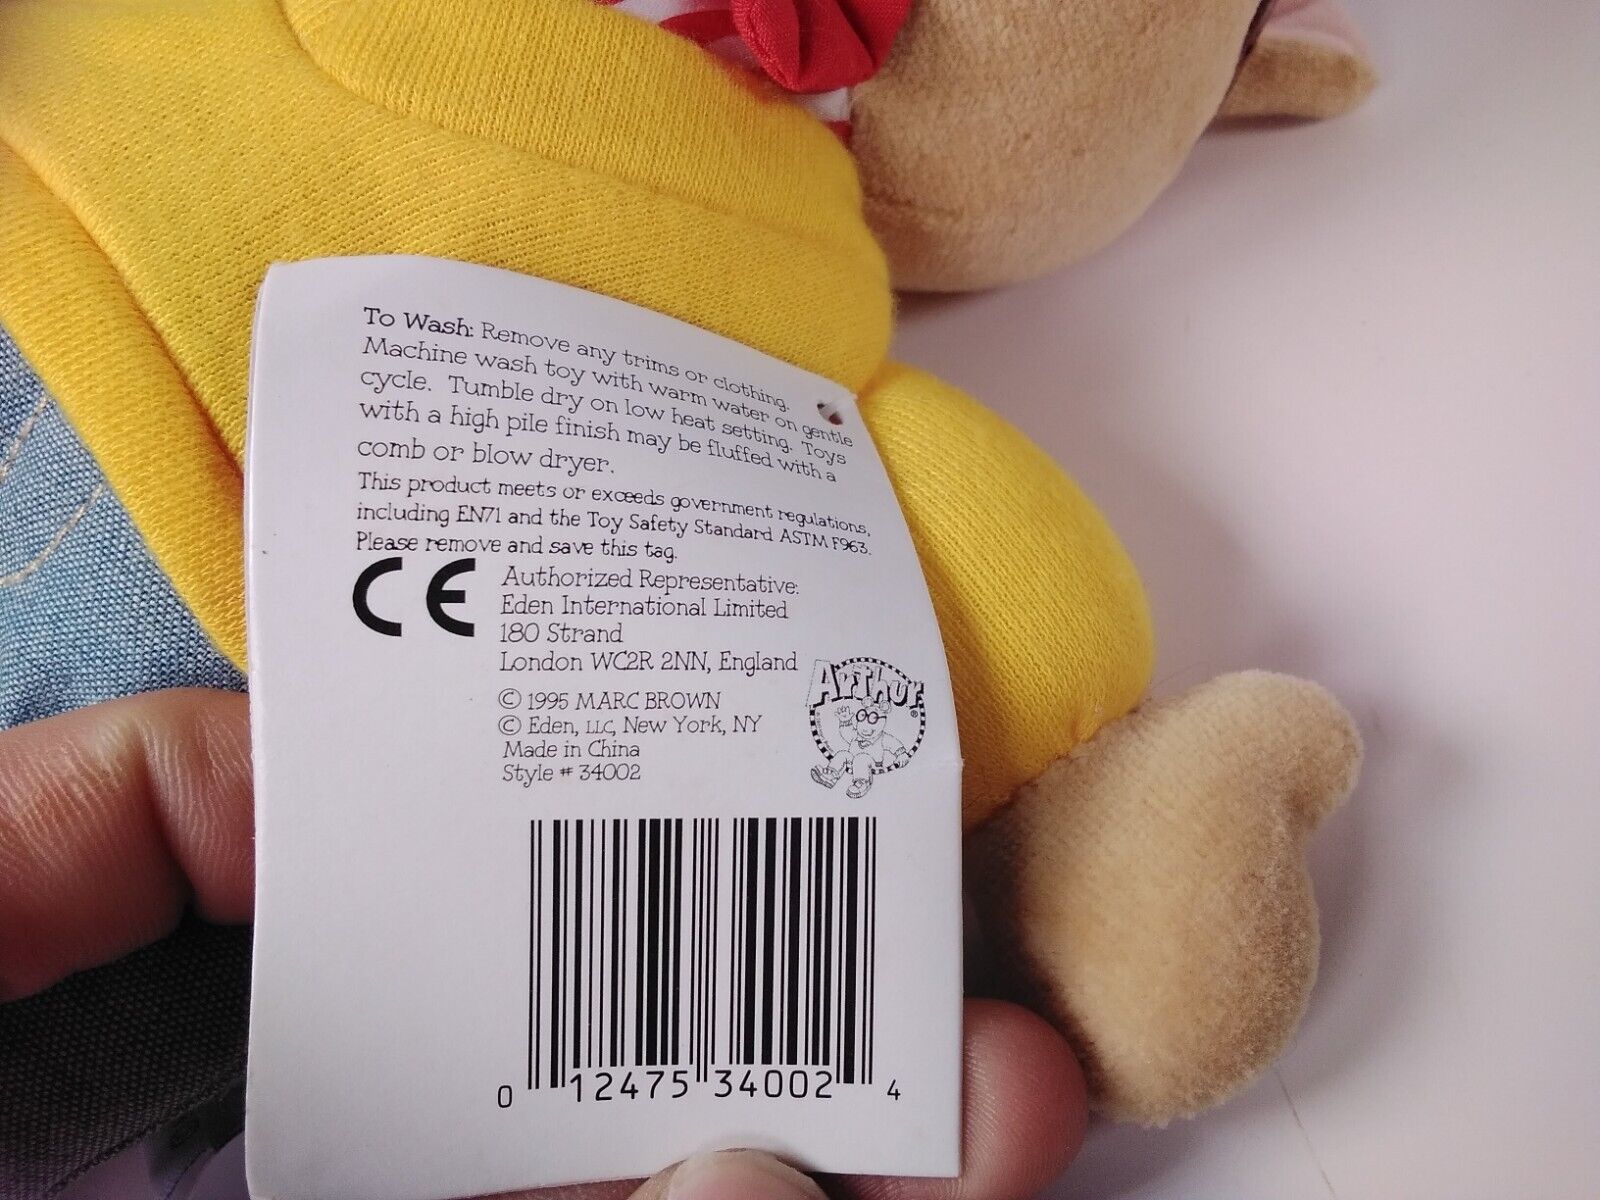 To Wash: Remove any trims or clothing.
Machine wash toy with warm water on gentle
cycle. Tumble dry on low heat setting. Toys
with a high pile finish may be fluffed with a
comb or blow dryer.
This product meets or exceeds government regulations,
including EN71 and the Toy Safety Standard ASTM F963.
Please remove and save this tag.
CE
Authorized Representative:
Eden International Limited
180 Strand
London WC2R 2NN, England
© 1995 MARC BROWN
© Eden, LLC, New York, NY
Made in China
Style # 34002
ARTHUR®
0 12475 34002 4